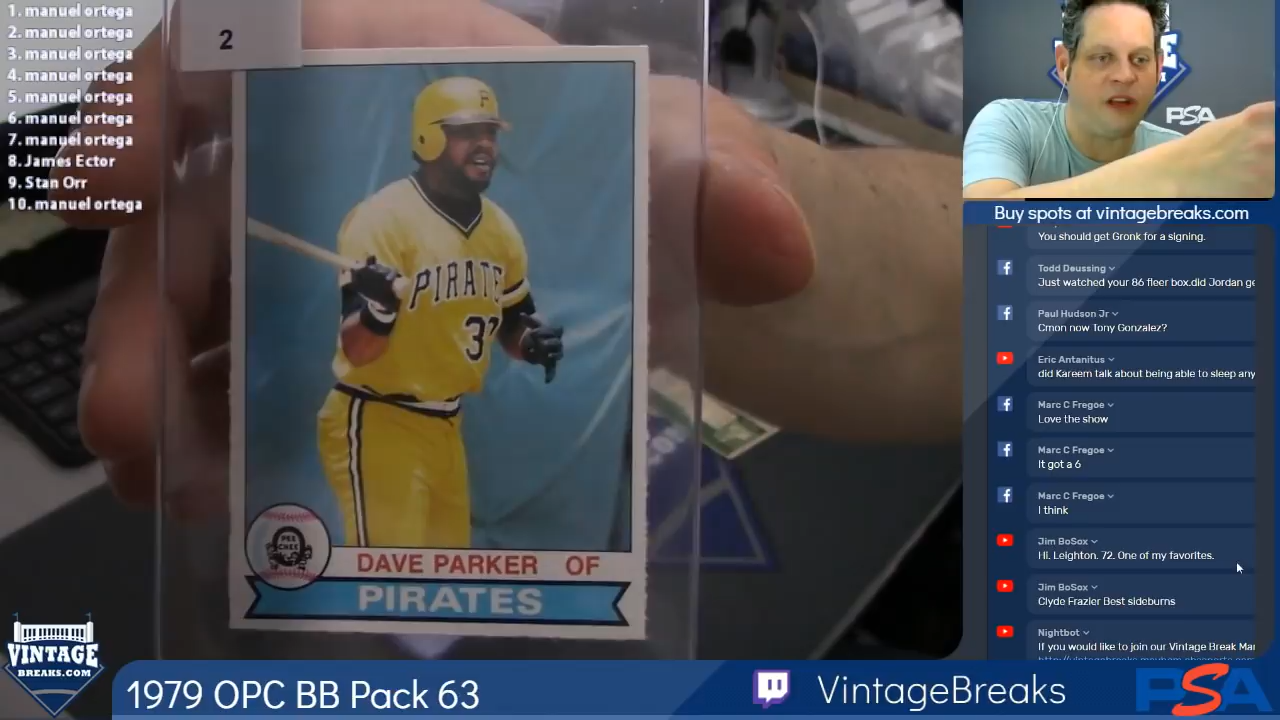 1. manuel ortega
2. manuel ortega
3. manuel ortega
4. manuel ortega
5. manuel ortega
6. manuel ortega
7. manuel ortega
8. James Ector
9. Stan Orr
10. manuel ortega
2
P
PIRATE
3
O PEE CHEE
DAVE PARKER OF
PIRATES
PSA
Buy spots at vintagebreaks.com
You should get Gronk for a signing.
Todd Deussing
Just watched your 86 fleer box.did Jordan ge
Paul Hudson Jr
Cmon now Tony Gonzalez?
Eric Antanitus
did Kareem talk about being able to sleep any
Marc C Fregoe
Love the show
Marc C Fregoe
It got a 6
Marc C Fregoe
I think
Jim BoSox
Hi. Leighton. 72. One of my favorites.
Jim BoSox
Clyde Frazier Best sideburns
Nightbot
If you would like to join our Vintage Break Mar
VINTAGE
BREAKS.COM
1979 OPC BB Pack 63
VintageBreaks
PSA